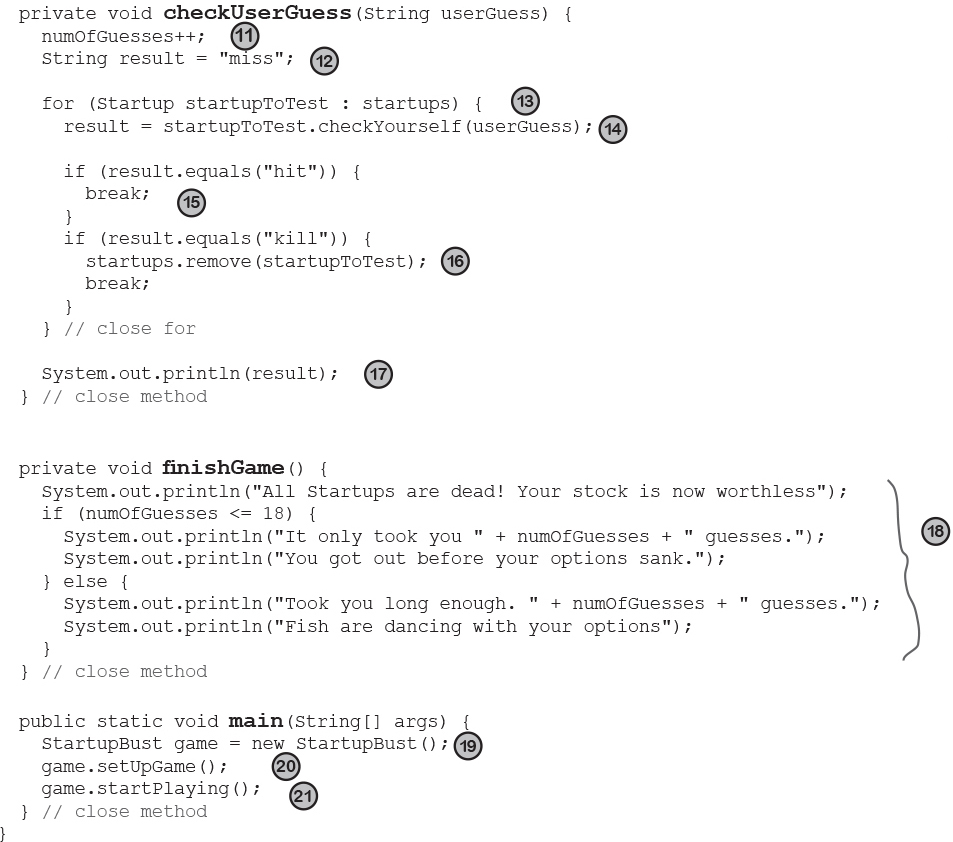 private void checkUserGuess(String userGuess) {
numOfGuesses++; 11
String result = "miss"; 12
for (Startup startupToTest : startups) { 13
result = startupToTest.checkYourself(userGuess); 14
if (result.equals("hit")) {
break; 15
}
if (result.equals("kill")) {
startups.remove(startupToTest); 16
break;
}
} // close for
System.out.println(result); 17
} // close method
private void finishGame() {
System.out.println("All Startups are dead! Your stock is now worthless");
if (numOfGuesses <= 18) {
System.out.println("It only took you " + numOfGuesses + " guesses."); 18
System.out.println("You got out before your options sank.");
} else {
System.out.println("Took you long enough. " + numOfGuesses + " guesses.");
System.out.println("Fish are dancing with your options");
}
} // close method
public static void main(String[] args) {
StartupBust game = new StartupBust(); 19
game.setUpGame(); 20
game.startPlaying(); 21
} // close method
}